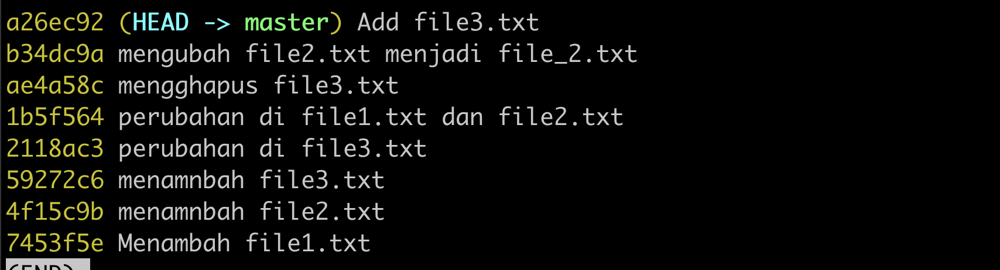 a26ec92 (HEAD -> master) Add file3.txt
b34dc9a mengubah file2.txt menjadi file_2.txt
ae4a58c mengghapus file3.txt
1b5f564 perubahan di file1.txt dan file2.txt
2118ac3 perubahan di file3.txt
59272c6 menamnbah file3.txt
4f15c9b menamnbah file2.txt
7453f5e Menambah file1.txt
(END)